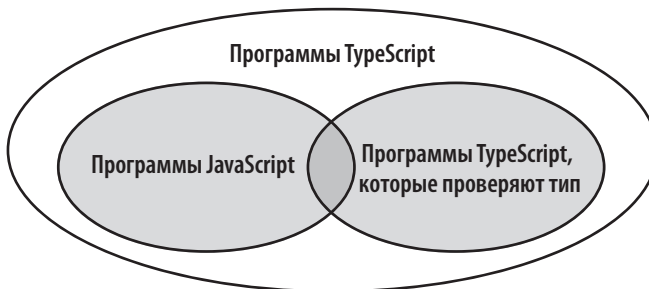 Программы TypeScript
Программы JavaScript
Программы TypeScript,
которые проверяют тип